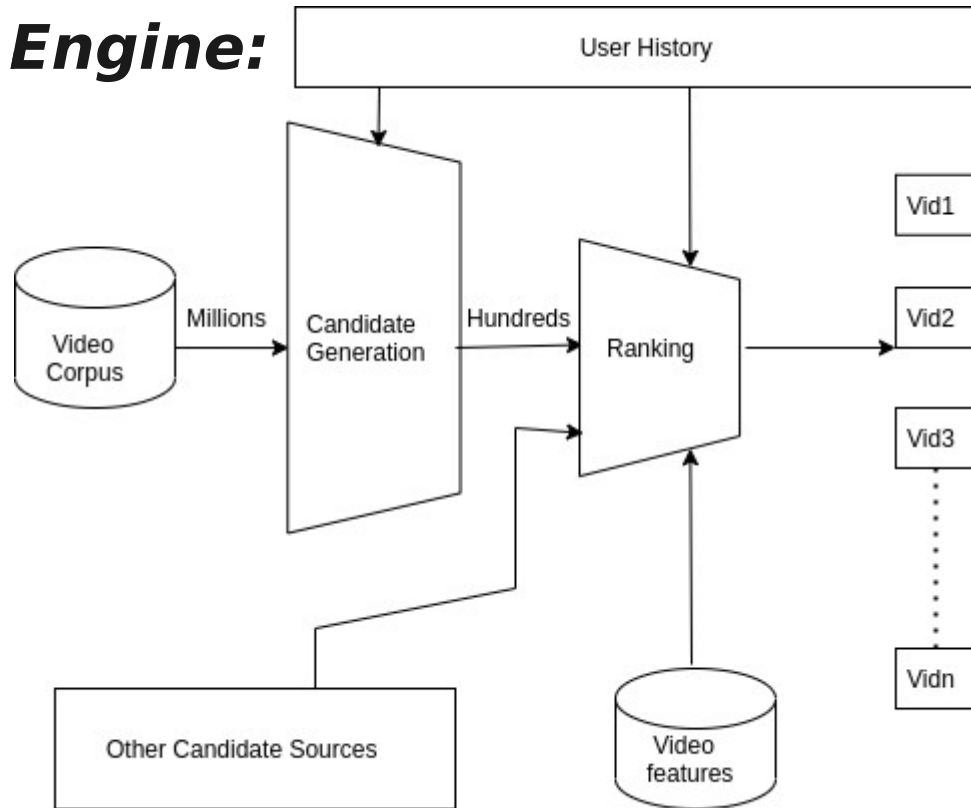 Engine:
User History
Vid1
Millions
Candidate
Generation
Hundreds
Ranking
Vid2
Video
Corpus
Vid3
Vidn
Other Candidate Sources
Video
features